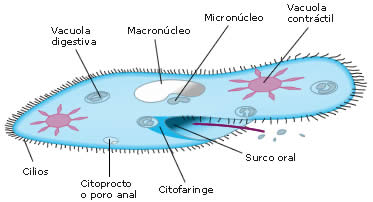 Vacuola
digestiva
Macronúcleo
Micronúcleo
Vacuola
contráctil
Cilios
Citoprocto
o poro anal
Citofaringe
Surco oral